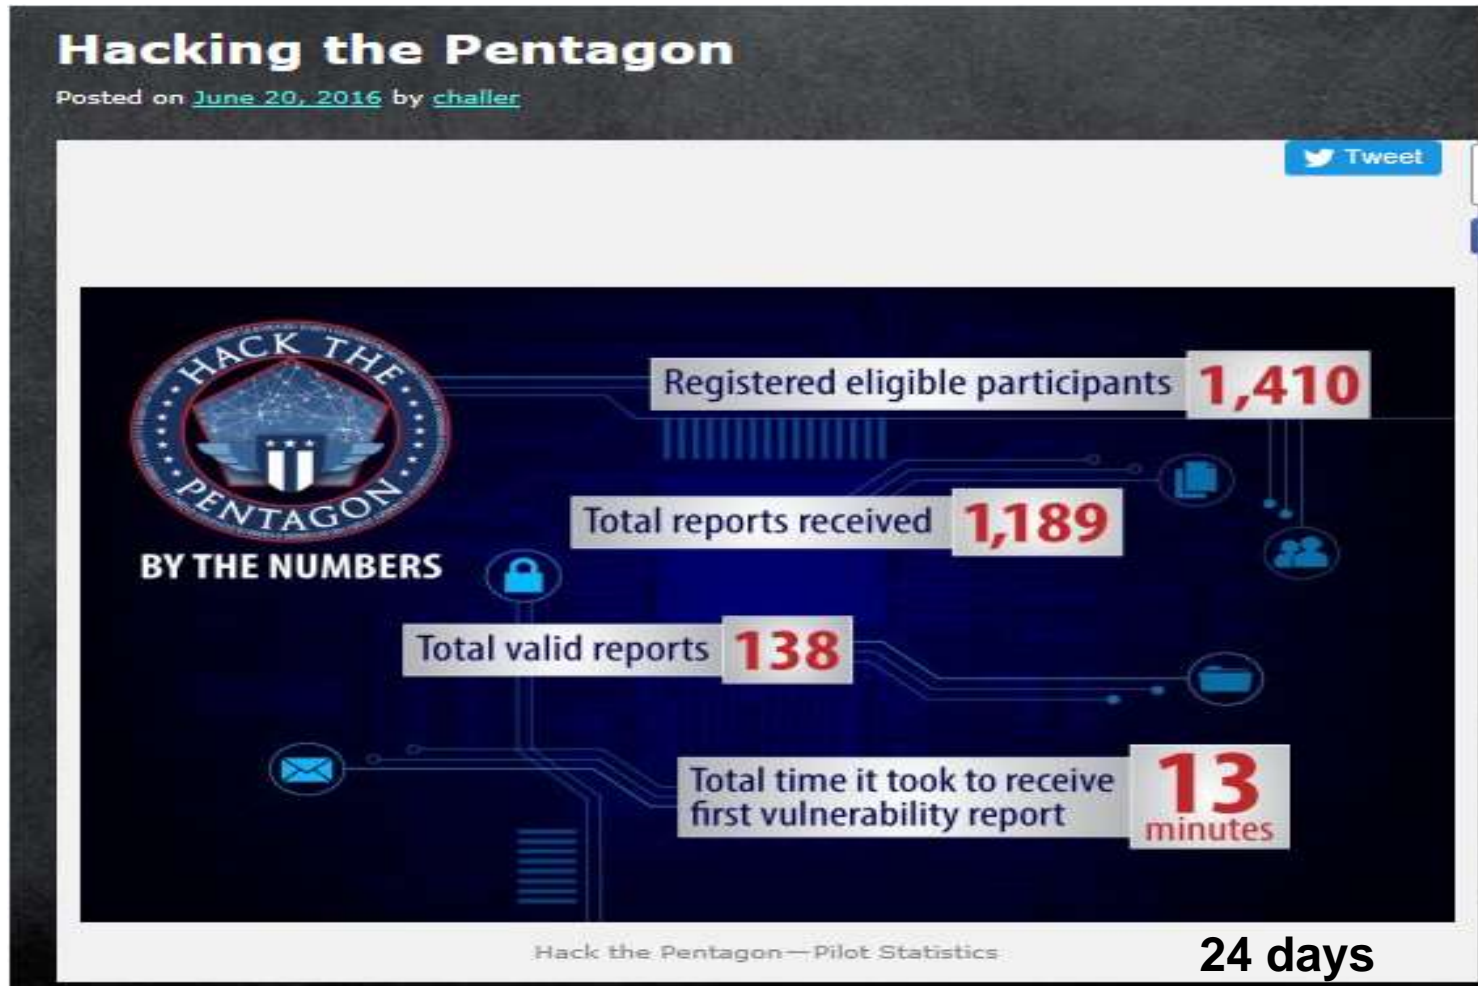 Hacking the Pentagon
Posted on June 20, 2016 by challer
Tweet
HACK THE
PENTAGON
BY THE NUMBERS
Registered eligible participants 1,410
Total reports received 1,189
Total valid reports 138
Total time it took to receive
first vulnerability report
13
minutes
Hack the Pentagon—Pilot Statistics
24 days